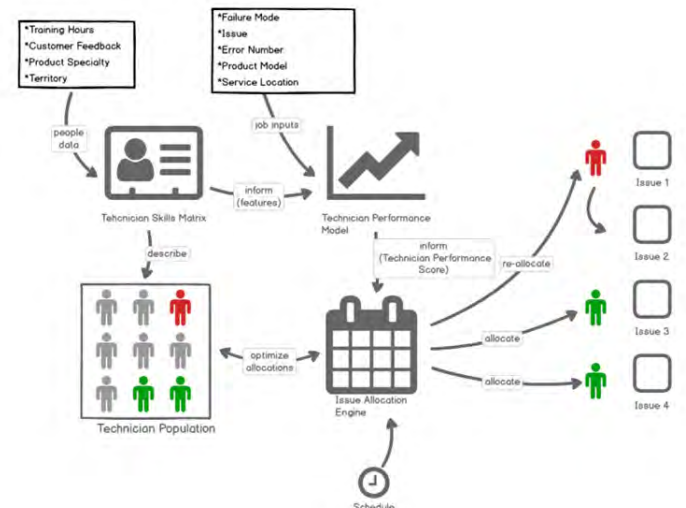 *Training Hours
*Customer Feedback
*Product Specialty
*Territory
*Failure Mode
*Issue
*Error Number
*Product Model
*Service Location
people
data
job inputs
Tehcnician Skills Matrix
inform
(features)
Technician Performance
Model
describe
inform
(Technician Performance
Score)
re-allocate
Issue 1
Issue 2
Issue 3
Issue 4
allocate
allocate
optimize
allocations
Issue Allocation
Engine
Technician Population
Schedule